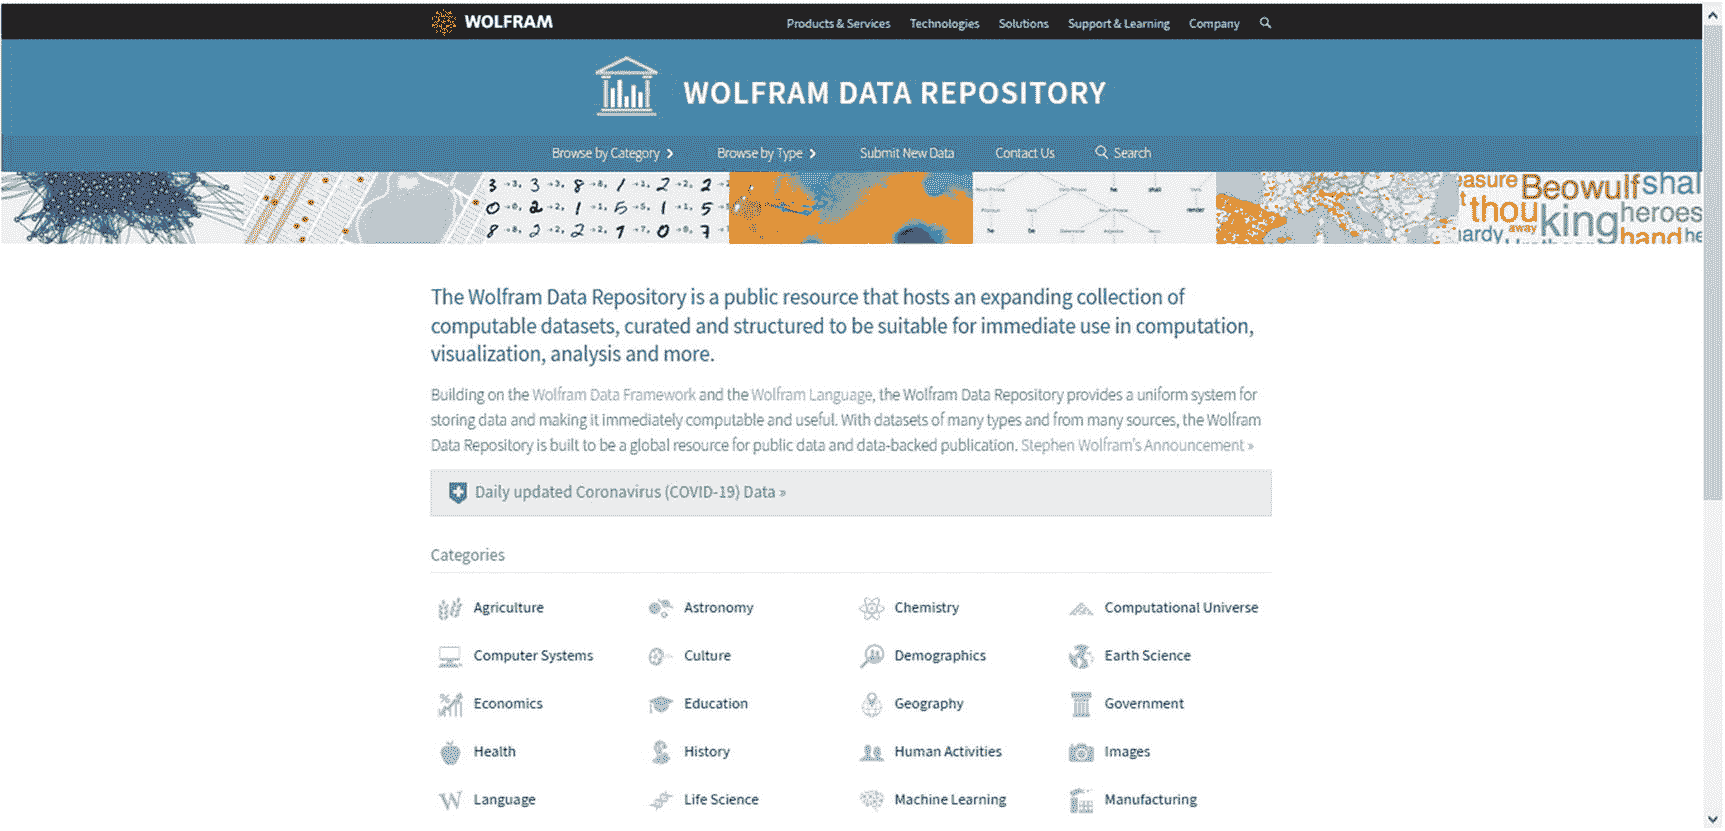 WOLFRAM
Products & Services Technologies Solutions Support & Learning Company
WOLFRAM DATA REPOSITORY
Browse by Category Browse by Type Submit New Data Contact Us Search
asure Beowulf shal
thou king heroes
away
hardy hand he
The Wolfram Data Repository is a public resource that hosts an expanding collection of
computable datasets, curated and structured to be suitable for immediate use in computation,
visualization, analysis and more.
Building on the Wolfram Data Framework and the Wolfram Language, the Wolfram Data Repository provides a uniform system for
storing data and making it immediately computable and useful. With datasets of many types and from many sources, the Wolfram
Data Repository is built to be a global resource for public data and data-backed publication. Stephen Wolfram's Announcement »
Daily updated Coronavirus (COVID-19) Data »
Categories
Agriculture Astronomy Chemistry Computational Universe
Computer Systems Culture Demographics Earth Science
Economics Education Geography Government
Health History Human Activities Images
Language Life Science Machine Learning Manufacturing